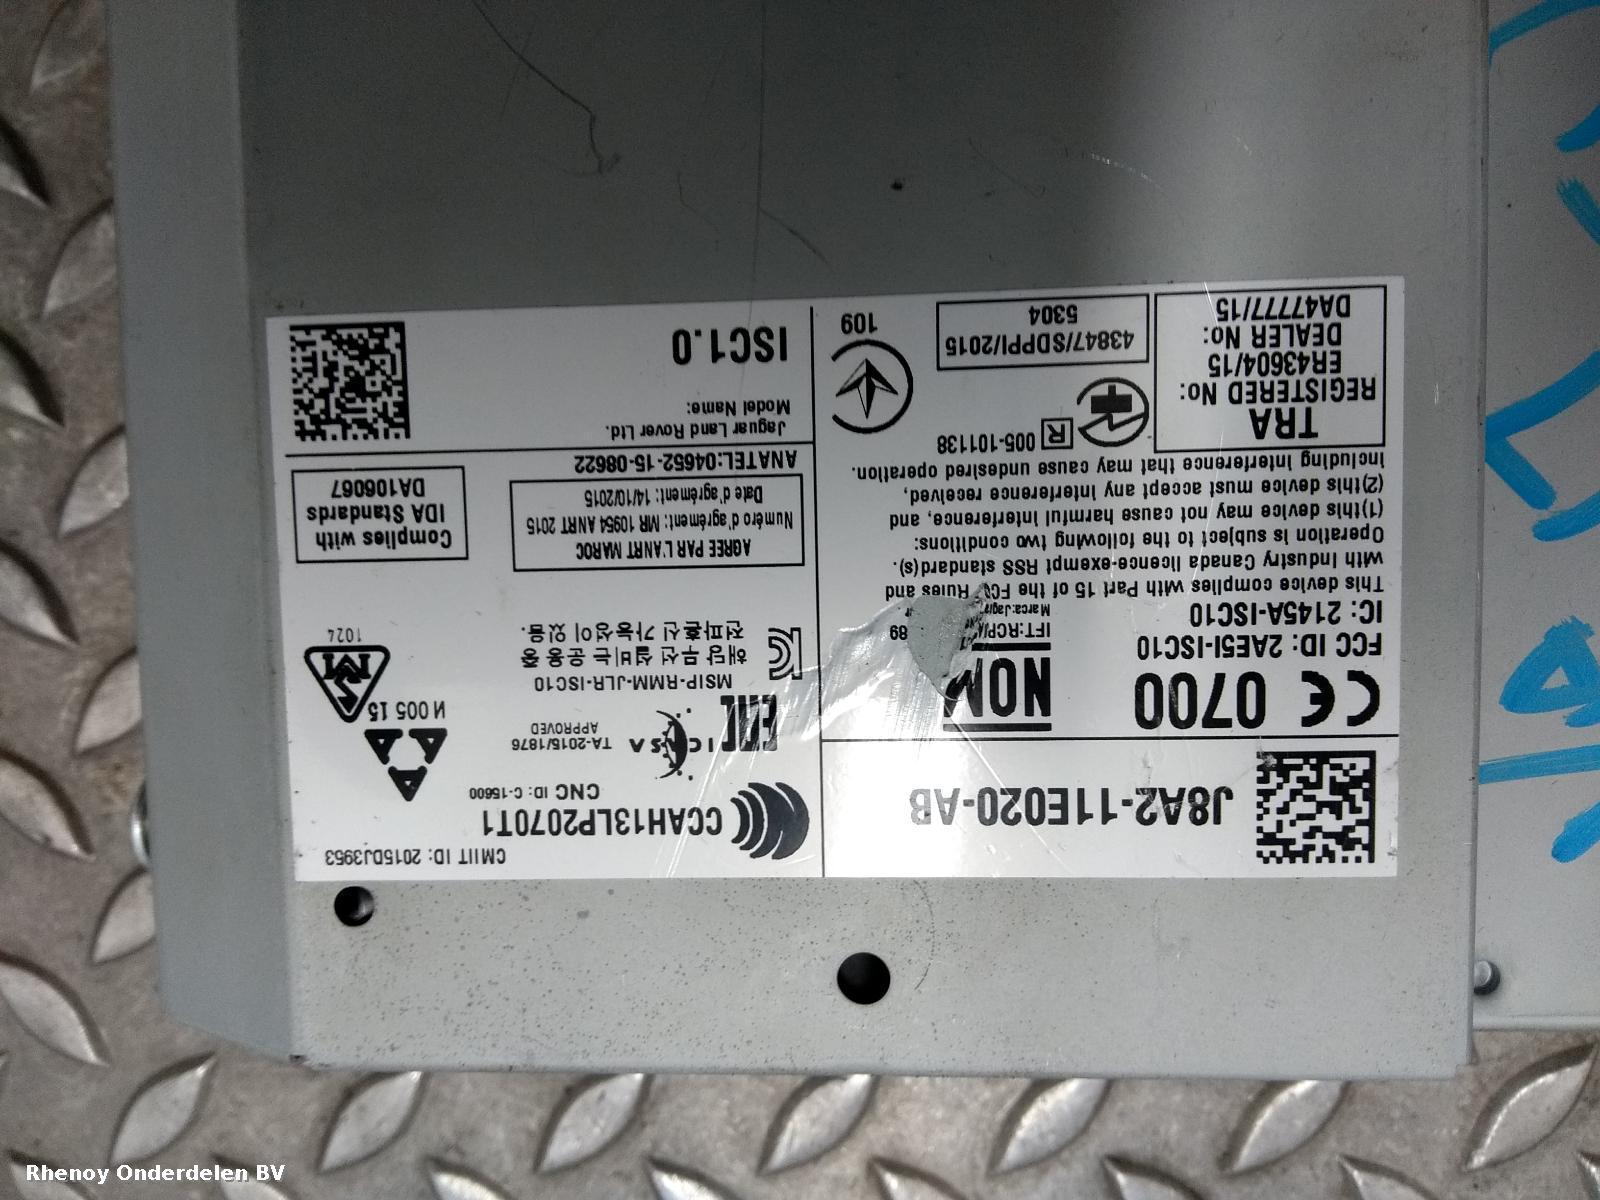 J8A2-11E020-AB
CE 0700
NOM
FCC ID: 2AE5I-ISC10
IC: 2145A-ISC10
89
This device complies with Part 15 of the FCC Rules and
with Industry Canada licence-exempt RSS standard(s).
Operation is subject to the following two conditions:
(1)this device may not cause harmful interference, and
(2)this device must accept any interference received,
including interference that may cause undesired operation.
TRA
REGISTERED No:
ER43604/15
DEALER No:
DA47777/15
R 005-101138
43847/SDPPI/2015
5304
109
CMIIT ID: 2015DJ3953
CCAH13LP2070T1
CNC ID: C-15600
EAC
ICASA
TA-2015/1876
APPROVED
И 005 15
MSIP-RMM-JLR-ISC10
해당 무선 설비는 운용 중
전파혼신 가능성이 있음.
1024
AGREE PAR L'ANRT MAROC
Numéro d'agrément: MR 10954 ANRT 2015
Date d'agrément: 14/10/2015
Complies with
IDA Standards
DA106067
ANATEL:04652-15-08622
Jaguar Land Rover Ltd.
Model Name:
ISC1.0
Rhenoy Onderdelen BV